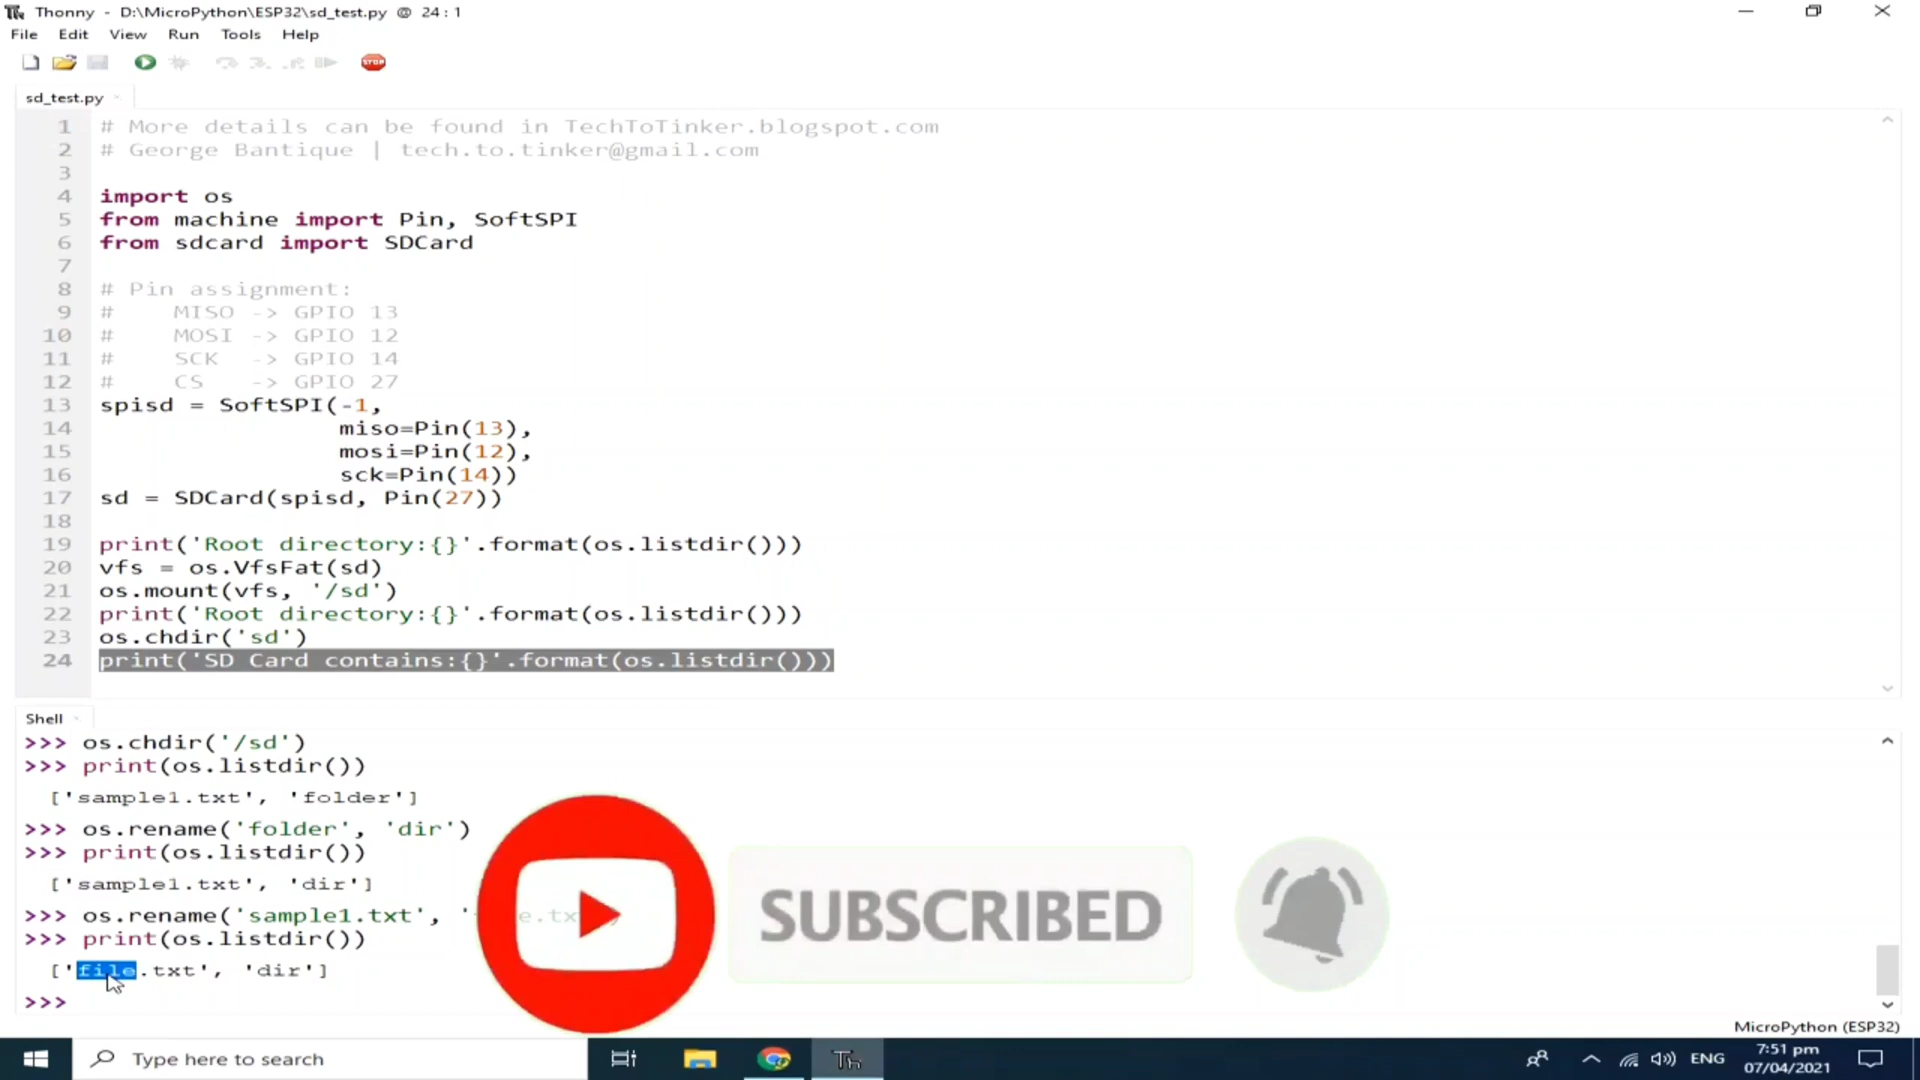 Thonny - D:\MicroPython\ESP32\sd_test.py @ 24 : 1
File Edit View Run Tools Help
STOP
sd_test.py
1 # More details can be found in TechToTinker.blogspot.com
2 # George Bantique | tech.to.tinker@gmail.com
3
4 import os
5 from machine import Pin, SoftSPI
6 from sdcard import SDCard
7
8 # Pin assignment:
9 # MISO -> GPIO 13
10 # MOSI -> GPIO 12
11 # SCK -> GPIO 14
12 # CS -> GPIO 27
13 spisd = SoftSPI(-1,
14 miso=Pin(13),
15 mosi=Pin(12),
16 sck=Pin(14))
17 sd = SDCard(spisd, Pin(27))
18
19 print('Root directory:{}'.format(os.listdir()))
20 vfs = os.VfsFat(sd)
21 os.mount(vfs, '/sd')
22 print('Root directory:{}'.format(os.listdir()))
23 os.chdir('sd')
24 print('SD Card contains:{}'.format(os.listdir()))
Shell
>>> os.chdir('/sd')
>>> print(os.listdir())
['sample1.txt', 'folder']
>>> os.rename('folder', 'dir')
>>> print(os.listdir())
['sample1.txt', 'dir']
>>> os.rename('sample1.txt',
>>> print(os.listdir())
['file.txt', 'dir']
>>>
SUBSCRIBED
MicroPython (ESP32)
Type here to search
Th
ENG
7:51 pm
07/04/2021